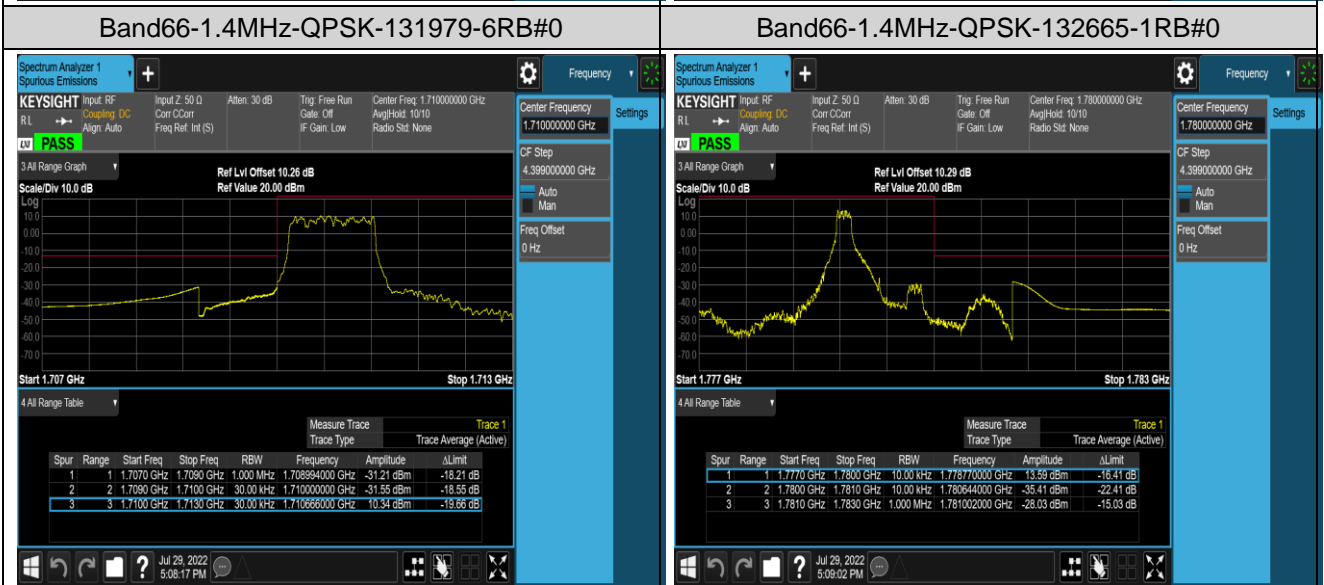 Band66-1.4MHz-QPSK-131979-6RB#0
Spectrum Analyzer 1
Spurious Emissions
Frequency
KEYSIGHT Input: RF
RL
Coupling: DC
Align: Auto
Input Z: 50 Ω
Corr CCorr
Freq Ref: Int (S)
Atten: 30 dB
Trig: Free Run
Gate: Off
IF Gain: Low
Center Freq: 1.710000000 GHz
Avg|Hold: 10/10
Radio Std: None
PASS
Center Frequency
1.710000000 GHz
Settings
CF Step
4.399000000 GHz
Auto
Man
Freq Offset
0 Hz
3 All Range Graph
Ref Lvl Offset 10.26 dB
Scale/Div 10.0 dB
Ref Value 20.00 dBm
Log
10.0
0.00
-10.0
-20.0
-30.0
-40.0
-50.0
-60.0
-70.0
Start 1.707 GHz
Stop 1.713 GHz
4 All Range Table
Measure Trace Trace 1
Trace Type Trace Average (Active)
Spur Range Start Freq Stop Freq RBW Frequency Amplitude ΔLimit
1 1 1.7070 GHz 1.7090 GHz 1.000 MHz 1.708994000 GHz -31.21 dBm -18.21 dB
2 2 1.7090 GHz 1.7100 GHz 30.00 kHz 1.710000000 GHz -31.55 dBm -18.55 dB
3 3 1.7100 GHz 1.7130 GHz 30.00 kHz 1.710666000 GHz 10.34 dBm -19.66 dB
Jul 29, 2022
5:08:17 PM
Band66-1.4MHz-QPSK-132665-1RB#0
Spectrum Analyzer 1
Spurious Emissions
Frequency
KEYSIGHT Input: RF
RL
Coupling: DC
Align: Auto
Input Z: 50 Ω
Corr CCorr
Freq Ref: Int (S)
Atten: 30 dB
Trig: Free Run
Gate: Off
IF Gain: Low
Center Freq: 1.780000000 GHz
Avg|Hold: 10/10
Radio Std: None
PASS
Center Frequency
1.780000000 GHz
Settings
CF Step
4.399000000 GHz
Auto
Man
Freq Offset
0 Hz
3 All Range Graph
Ref Lvl Offset 10.29 dB
Scale/Div 10.0 dB
Ref Value 20.00 dBm
Log
10.0
0.00
-10.0
-20.0
-30.0
-40.0
-50.0
-60.0
-70.0
Start 1.777 GHz
Stop 1.783 GHz
4 All Range Table
Measure Trace Trace 1
Trace Type Trace Average (Active)
Spur Range Start Freq Stop Freq RBW Frequency Amplitude ΔLimit
1 1 1.7770 GHz 1.7800 GHz 10.00 kHz 1.778770000 GHz 13.59 dBm -16.41 dB
2 2 1.7800 GHz 1.7810 GHz 10.00 kHz 1.780644000 GHz -35.41 dBm -22.41 dB
3 3 1.7810 GHz 1.7830 GHz 1.000 MHz 1.781002000 GHz -28.03 dBm -15.03 dB
Jul 29, 2022
5:09:02 PM